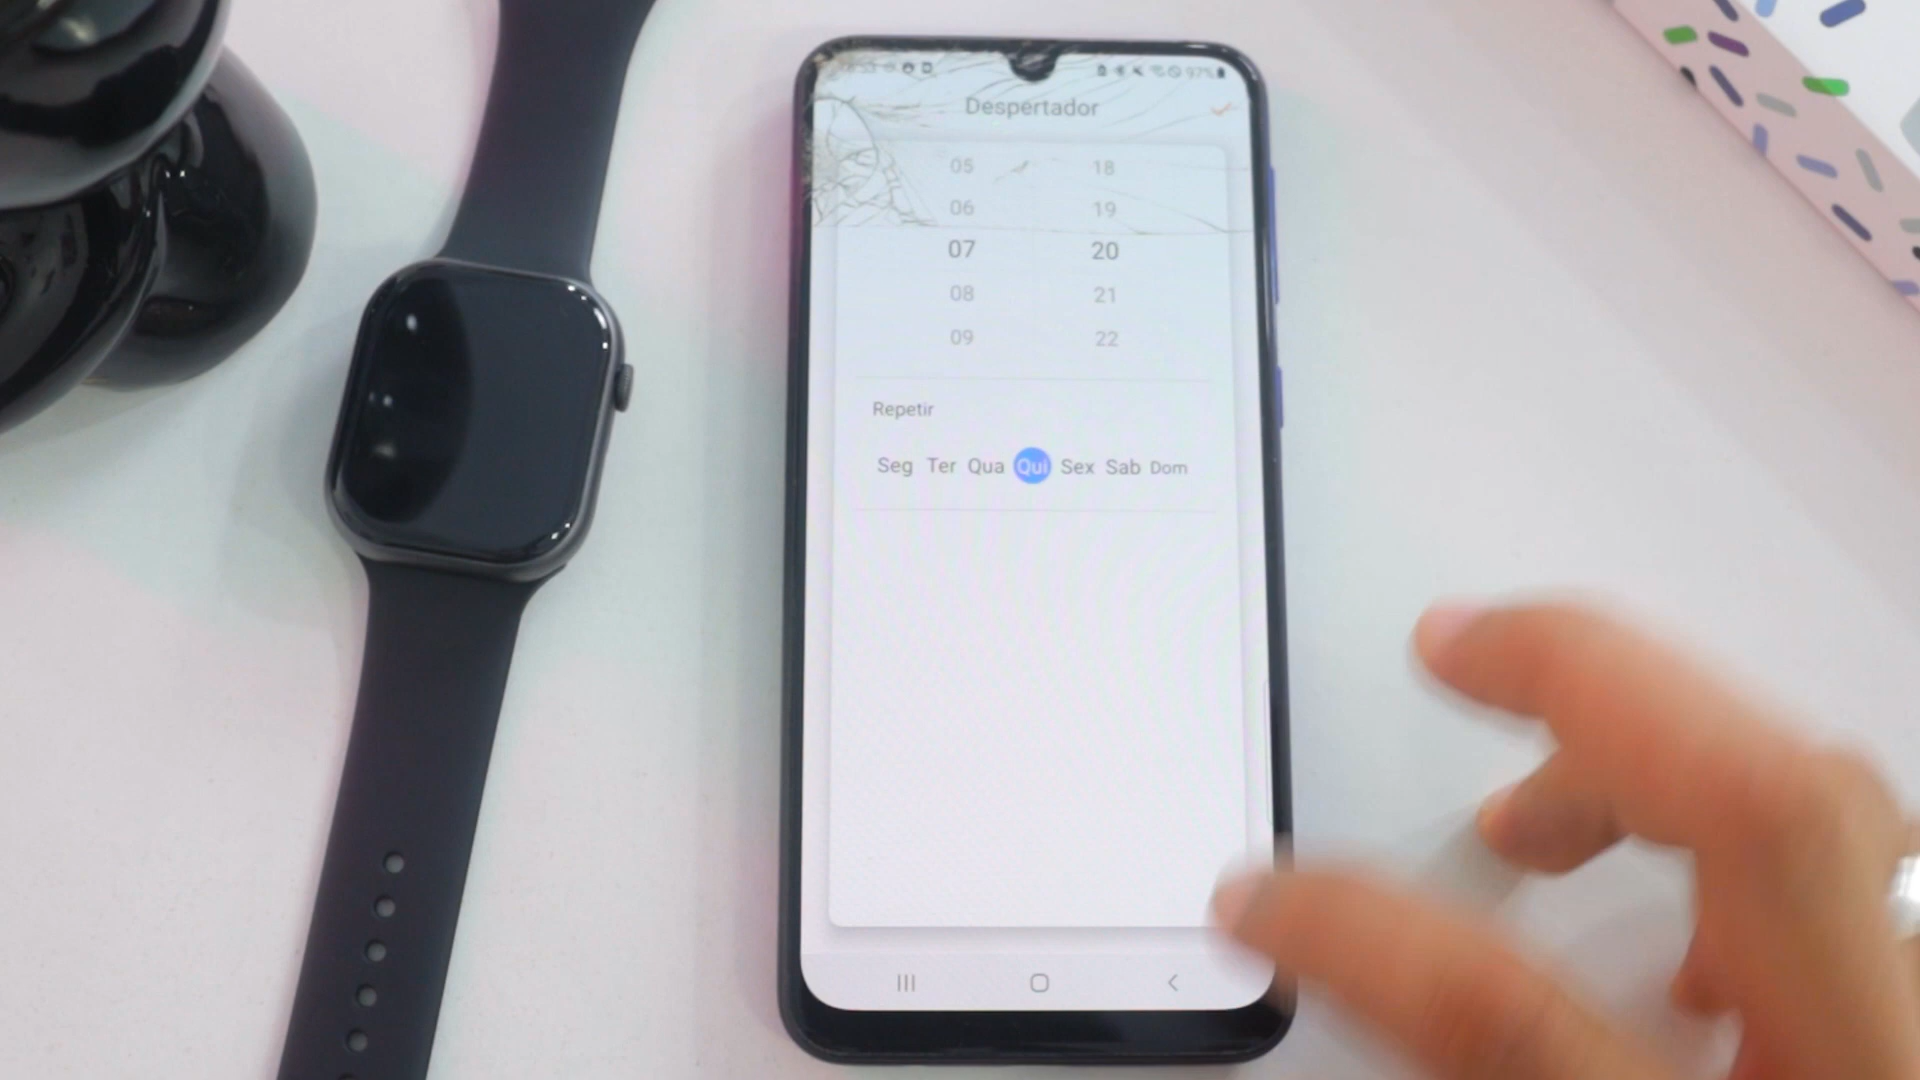 97%
Despertador
05 18
06 19
07 20
08 21
09 22
Repetir
Seg Ter Qua Qui Sex Sab Dom